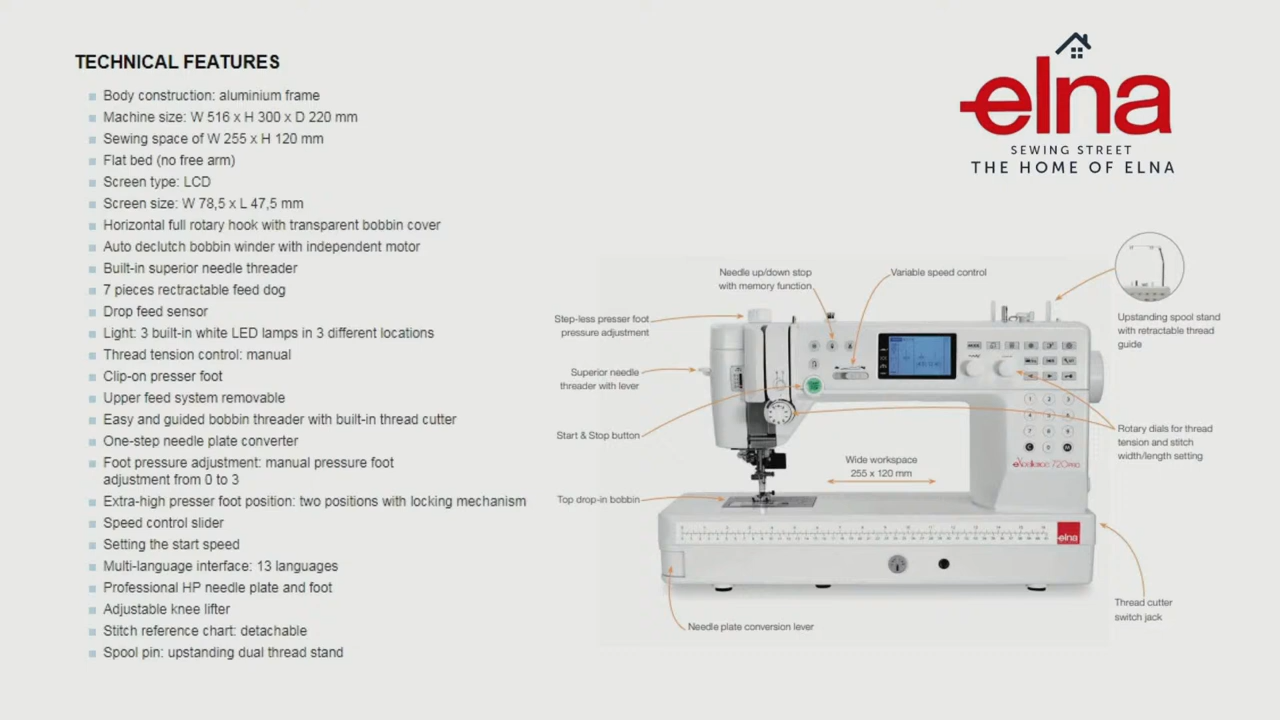 TECHNICAL FEATURES
Body construction: aluminium frame
Machine size: W 516 x H 300 x D 220 mm
Sewing space of W 255 x H 120 mm
Flat bed (no free arm)
Screen type: LCD
Screen size: W 78,5 x L 47,5 mm
Horizontal full rotary hook with transparent bobbin cover
Auto declutch bobbin winder with independent motor
Built-in superior needle threader
7 pieces rectractable feed dog
Drop feed sensor
Light: 3 built-in white LED lamps in 3 different locations
Thread tension control: manual
Clip-on presser foot
Upper feed system removable
Easy and guided bobbin threader with built-in thread cutter
One-step needle plate converter
Foot pressure adjustment: manual pressure foot
adjustment from 0 to 3
Extra-high presser foot position: two positions with locking mechanism
Speed control slider
Setting the start speed
Multi-language interface: 13 languages
Professional HP needle plate and foot
Adjustable knee lifter
Stitch reference chart: detachable
Spool pin: upstanding dual thread stand
elna
SEWING STREET
THE HOME OF ELNA
Needle up/down stop
with memory function
Variable speed control
Step-less presser foot
pressure adjustment
Upstanding spool stand
with retractable thread
guide
Superior needle
threader with lever
Start & Stop button
Rotary dials for thread
tension and stitch
width/length setting
Wide workspace
255 x 120 mm
Top drop-in bobbin
excellence 720PRO
elna
Thread cutter
switch jack
Needle plate conversion lever